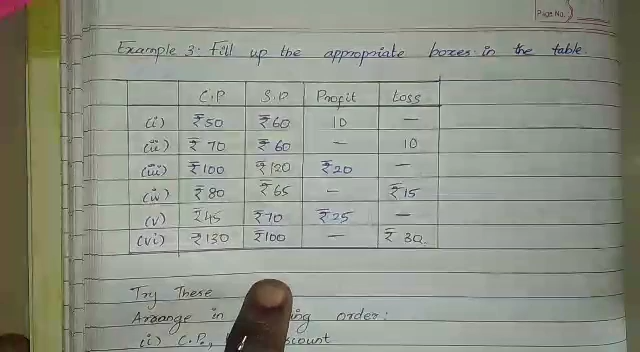 Page No.
Example 3: Fill up the appropriate boxes in the table.
C.P S.P Profit Loss
(i) ₹50 ₹60 10 —
(ii) ₹70 ₹60 — 10
(iii) ₹100 ₹120 ₹20 —
(iv) ₹80 ₹65 — ₹15
(v) ₹45 ₹70 ₹25 —
(vi) ₹130 ₹100 — ₹30.
Try These
Arrange in order:
(i) C.P.,